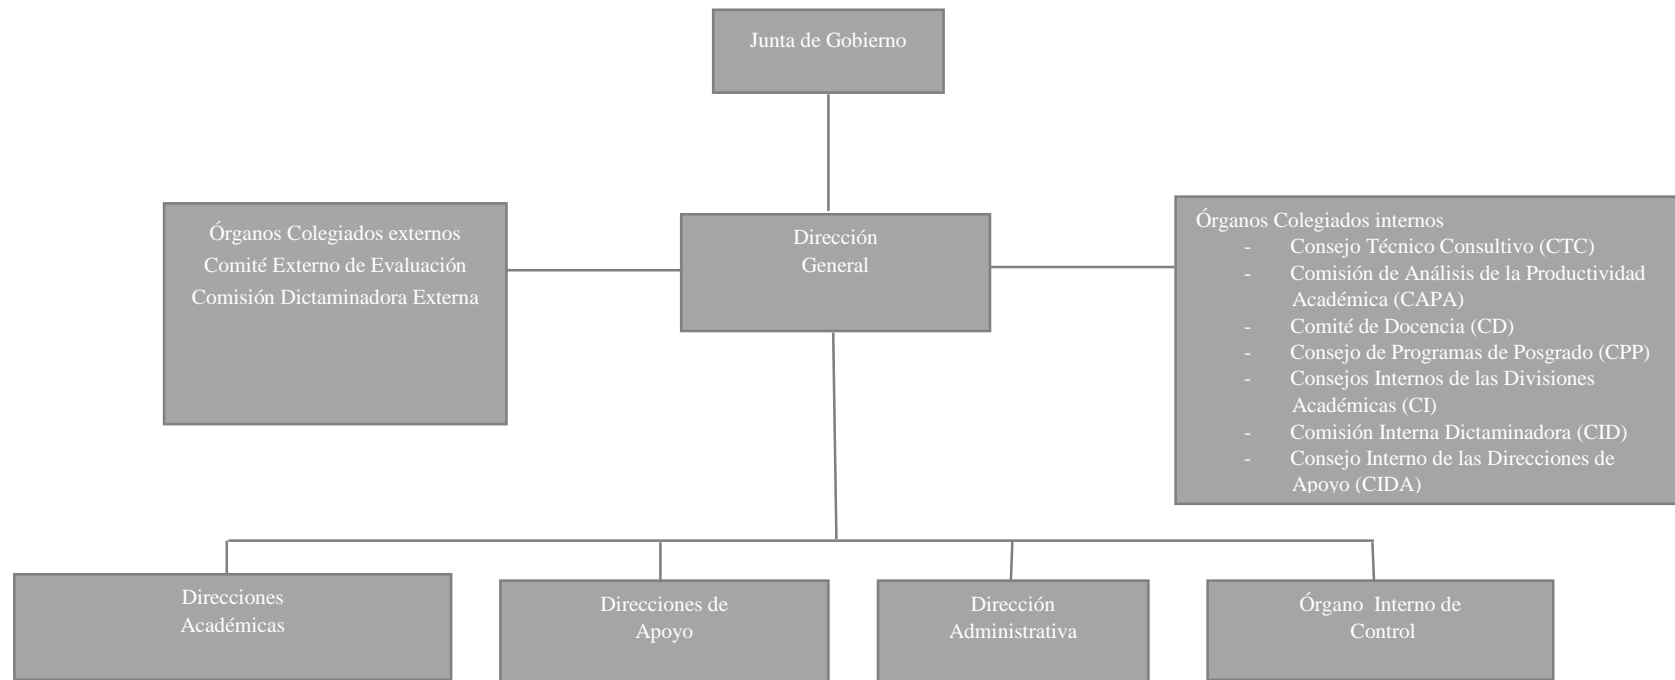 Junta de Gobierno
Órganos Colegiados externos
Comité Externo de Evaluación
Comisión Dictaminadora Externa
Dirección
General
Órganos Colegiados internos
- Consejo Técnico Consultivo (CTC)
- Comisión de Análisis de la Productividad
Académica (CAPA)
- Comité de Docencia (CD)
- Consejo de Programas de Posgrado (CPP)
- Consejos Internos de las Divisiones
Académicas (CI)
- Comisión Interna Dictaminadora (CID)
- Consejo Interno de las Direcciones de
Apoyo (CIDA)
Direcciones
Académicas
Direcciones de
Apoyo
Dirección
Administrativa
Órgano Interno de
Control